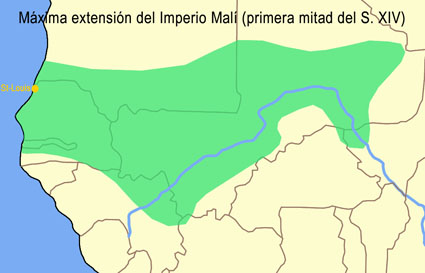 Máxima extensión del Imperio Malí (primera mitad del S. XIV)
St-Louis